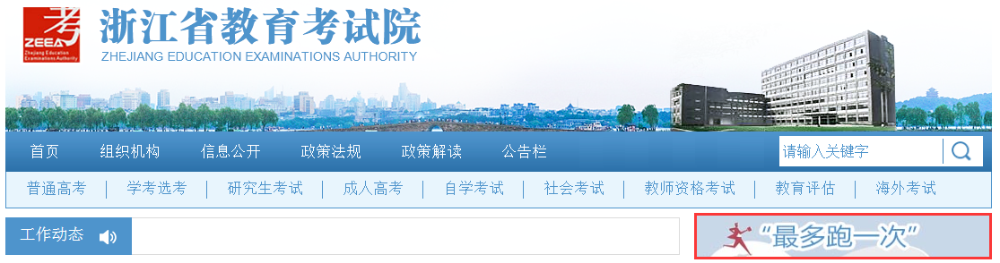 考
ZEEA
Zhejiang Education
Examinations Authority
浙江省教育考试院
ZHEJIANG EDUCATION EXAMINATIONS AUTHORITY
首页 组织机构 信息公开 政策法规 政策解读 公告栏 请输入关键字
普通高考 学考选考 研究生考试 成人高考 自学考试 社会考试 教师资格考试 教育评估 海外考试
工作动态 “最多跑一次”